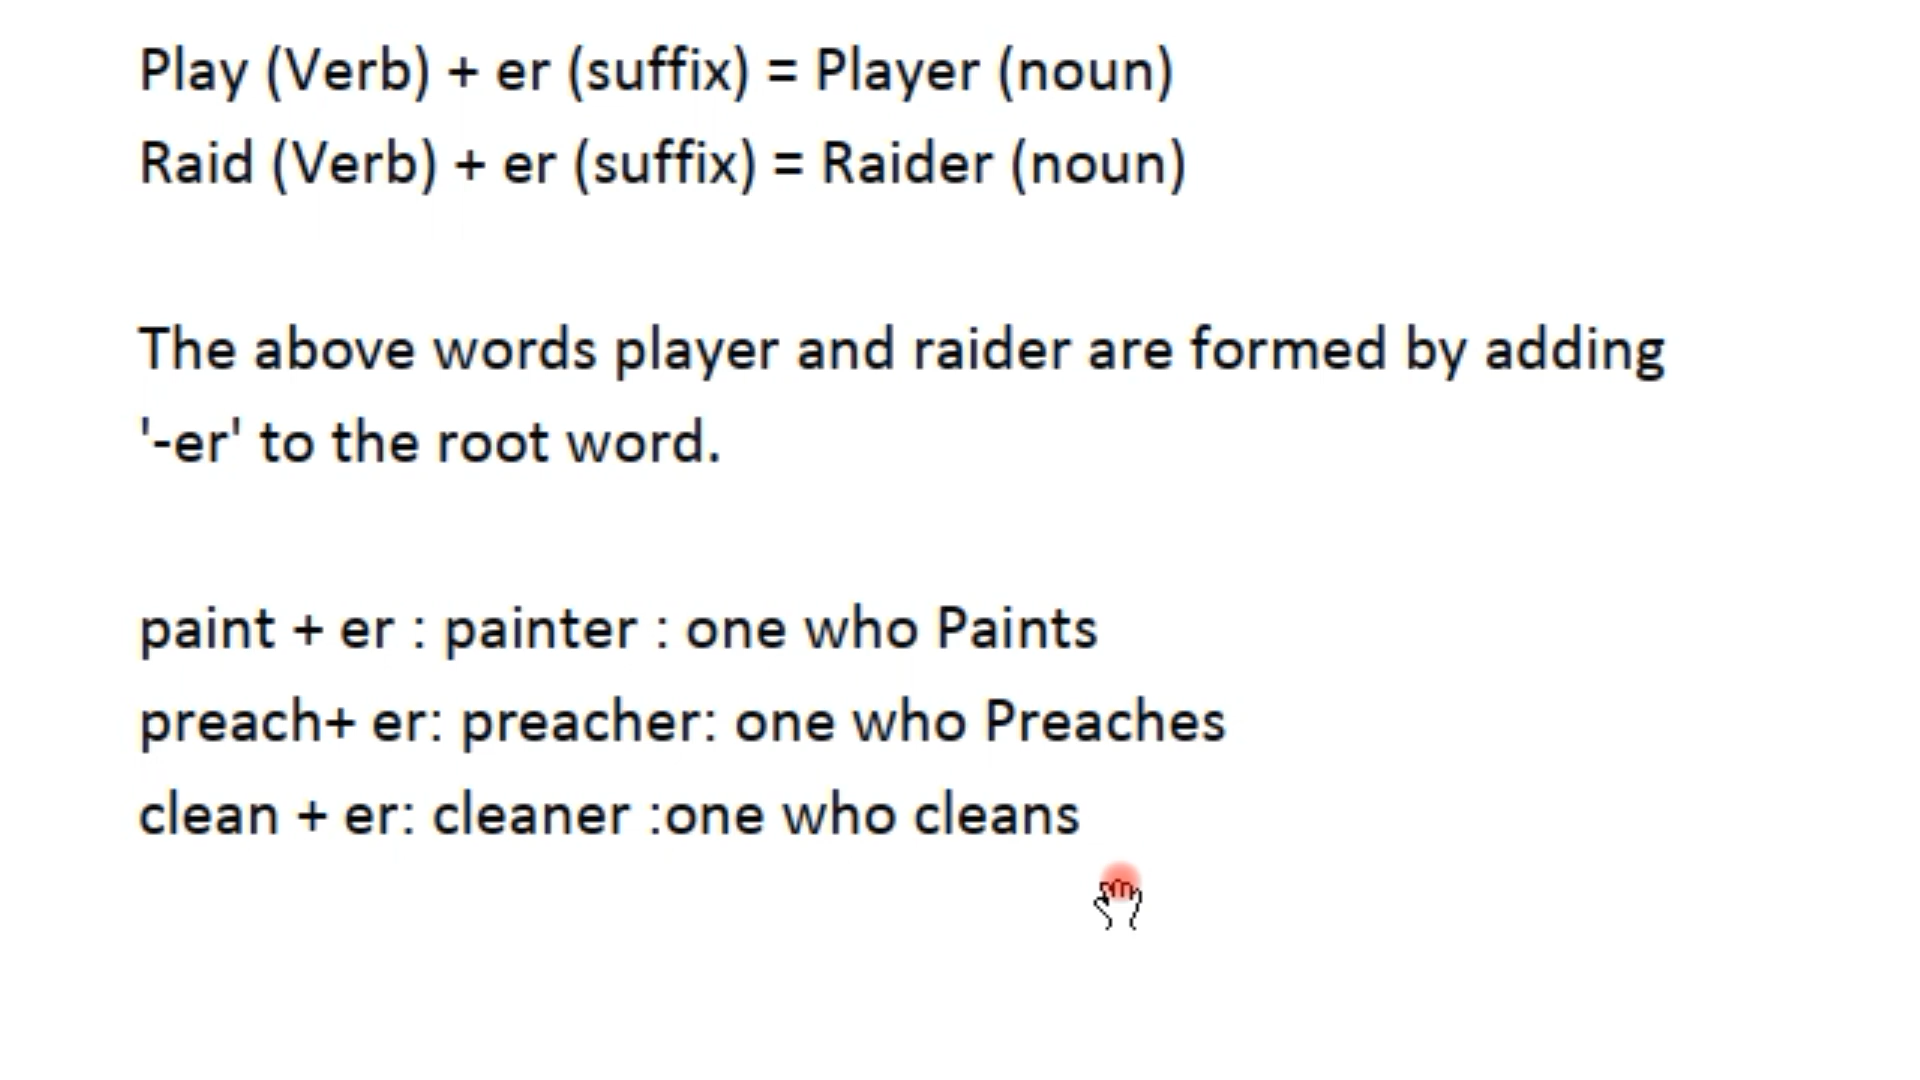 Play (Verb) + er (suffix) = Player (noun)
Raid (Verb) + er (suffix) = Raider (noun)
The above words player and raider are formed by adding
'-er' to the root word.
paint + er : painter : one who Paints
preach+ er: preacher: one who Preaches
clean + er: cleaner :one who cleans